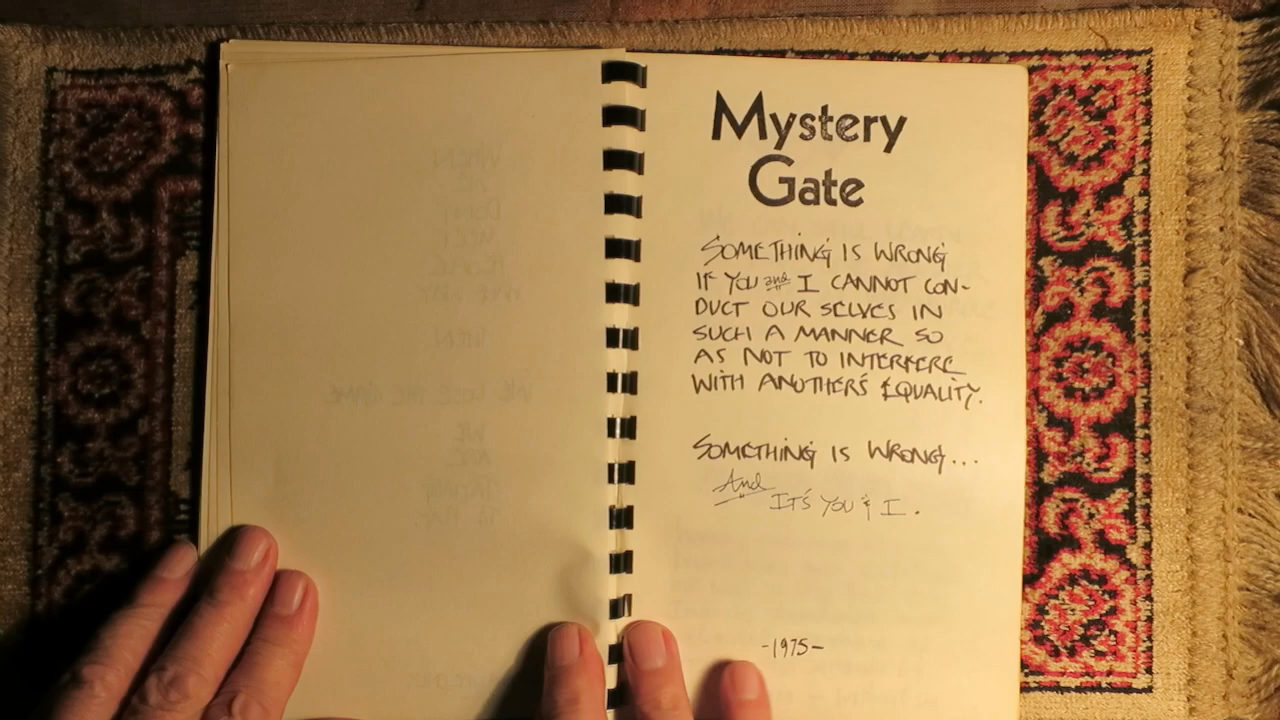 Mystery
Gate
SOMETHING IS WRONG
IF YOU and I CANNOT CON-
DUCT OUR SELVES IN
SUCH A MANNER SO
AS NOT TO INTERFERE
WITH ANOTHER'S EQUALITY.
SOMETHING IS WRONG...
And
IT'S YOU & I.
-1975-